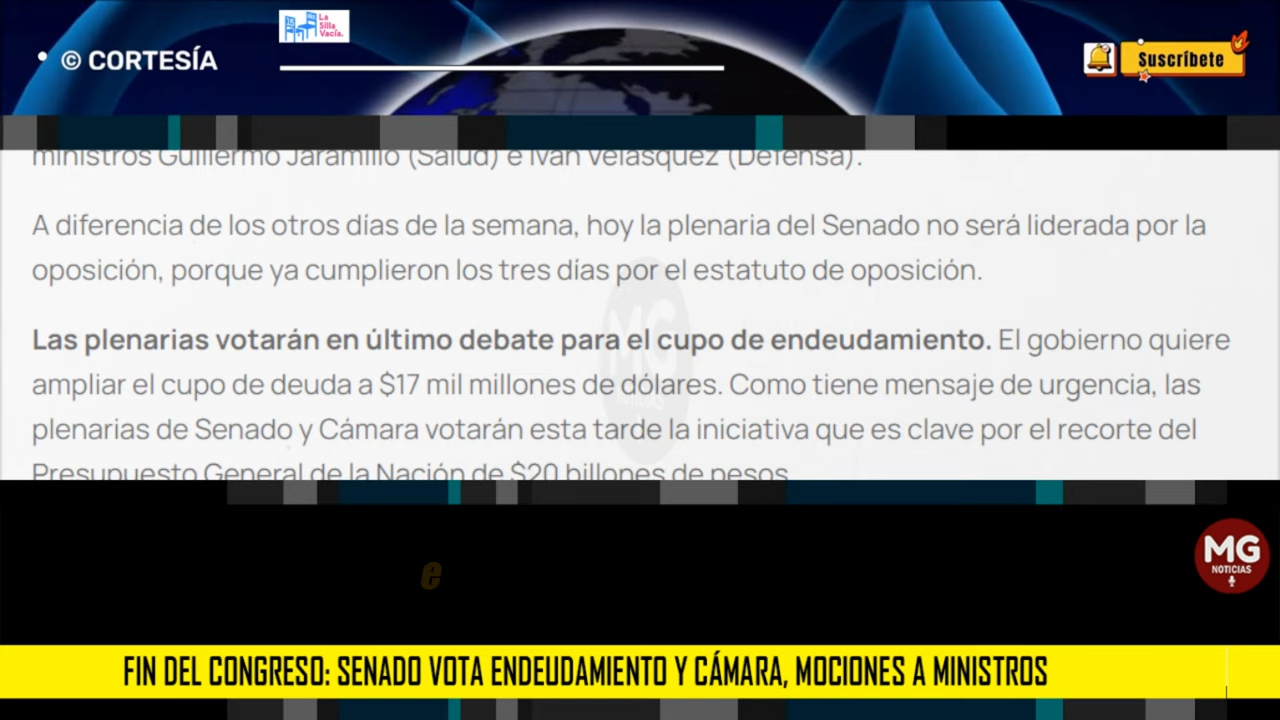 La
Silla
Vacía.
© CORTESÍA
Suscríbete
ministros Guillermo Jaramillo (Salud) e Iván Velásquez (Defensa).
A diferencia de los otros días de la semana, hoy la plenaria del Senado no será liderada por la
oposición, porque ya cumplieron los tres días por el estatuto de oposición.
Las plenarias votarán en último debate para el cupo de endeudamiento. El gobierno quiere
ampliar el cupo de deuda a $17 mil millones de dólares. Como tiene mensaje de urgencia, las
plenarias de Senado y Cámara votarán esta tarde la iniciativa que es clave por el recorte del
Presupuesto General de la Nación de $20 billones de pesos
MG
NOTICIAS
e
MG
NOTICIAS
FIN DEL CONGRESO: SENADO VOTA ENDEUDAMIENTO Y CÁMARA, MOCIONES A MINISTROS